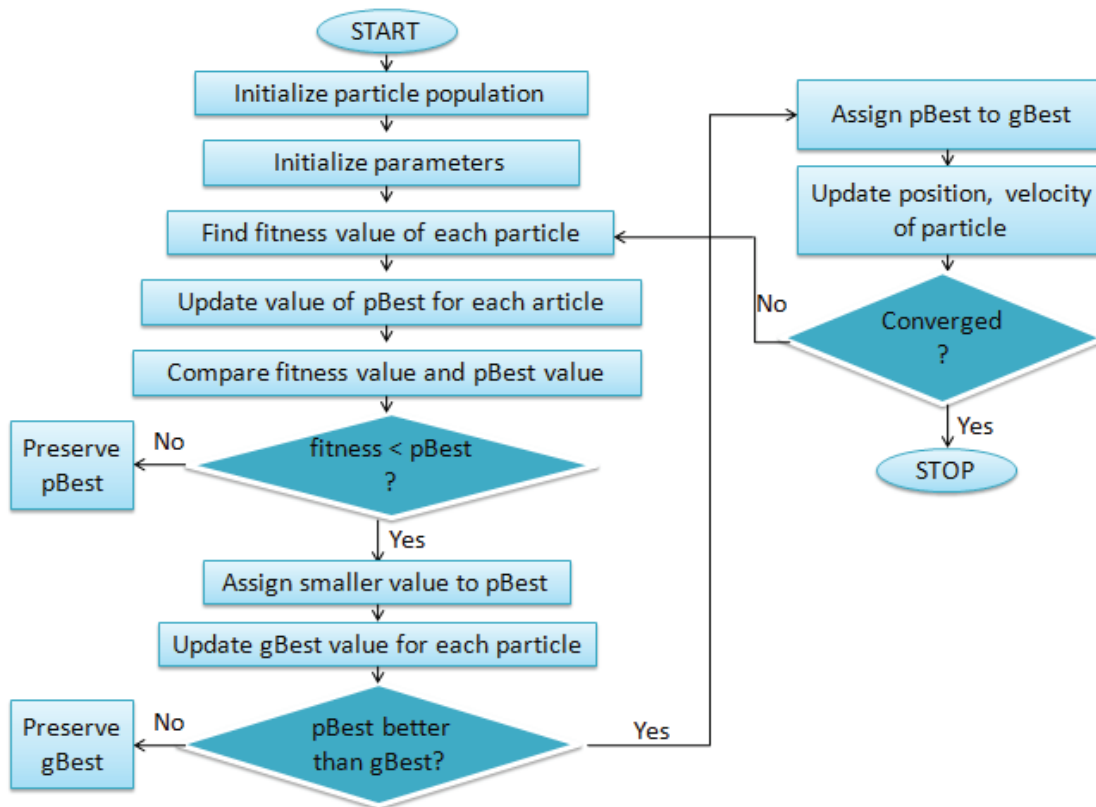 START
Initialize particle population
Initialize parameters
Find fitness value of each particle
Update value of pBest for each article
Compare fitness value and pBest value
fitness < pBest
?
No
Preserve
pBest
Yes
Assign smaller value to pBest
Update gBest value for each particle
pBest better
than gBest?
No
Preserve
gBest
Yes
Assign pBest to gBest
Update position, velocity
of particle
Converged
?
No
Yes
STOP